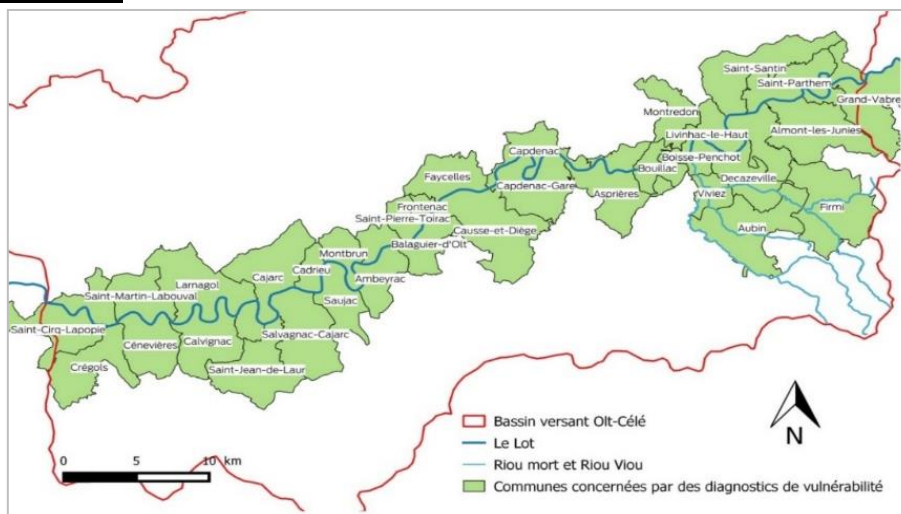 Saint-Santin
Saint-Parthem
Grand-Vabre
Montredon
Livinhac-le-Haut
Almont-les-Junies
Capdenac
Boisse-Penchot
Bouillac
Faycelles
Decazeville
Capdenac-Gare
Asprières
Viviez
Firmi
Frontenac
Saint-Pierre-Toirac
Aubin
Causse-et-Diège
Balaguier-d'Olt
Montbrun
Cadrieu
Cajarc
Ambeyrac
Larnagol
Saint-Martin-Labouval
Saujac
Saint-Cirq-Lapopie
Salvagnac-Cajarc
Cénevières
Calvignac
Crégols
Saint-Jean-de-Laur
Bassin versant Olt-Célé
Le Lot
Riou mort et Riou Viou
Communes concernées par des diagnostics de vulnérabilité
N
0 5 10 km